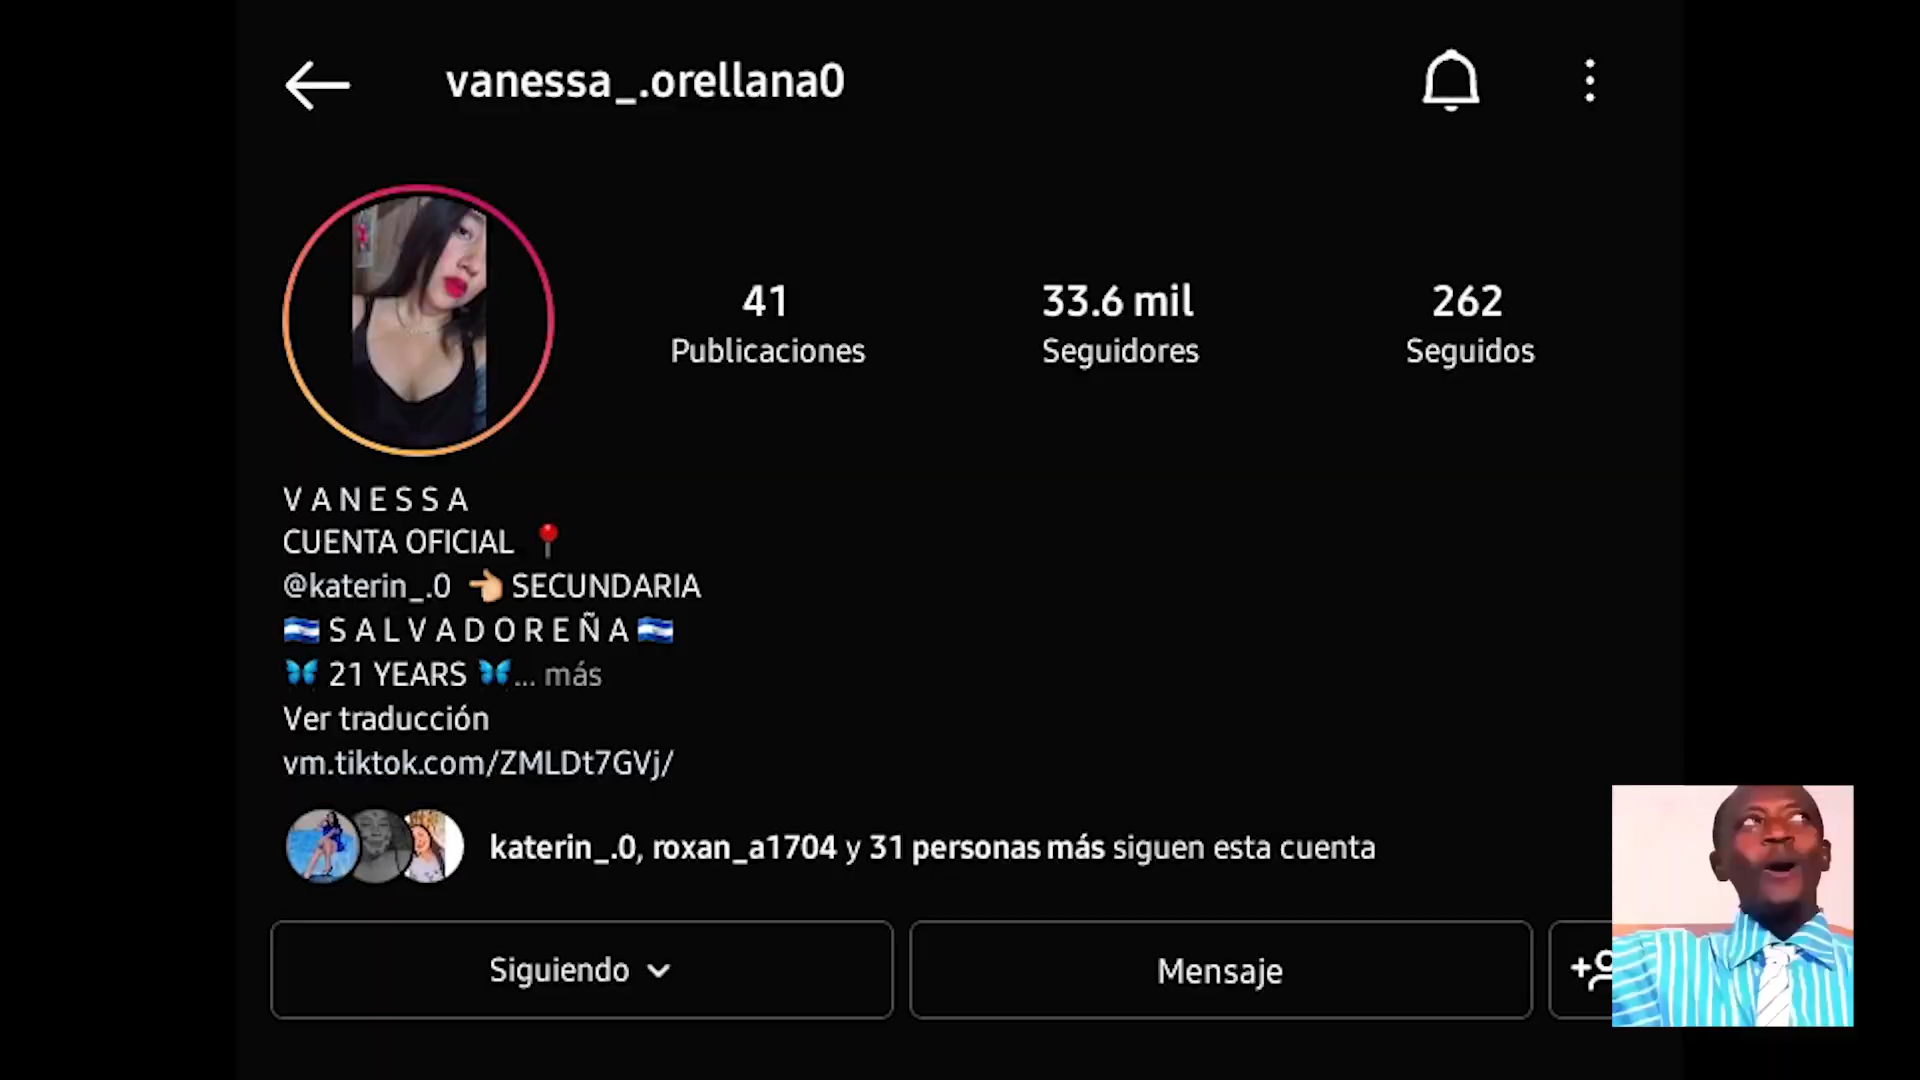 vanessa_.orellana0
41
Publicaciones
33.6 mil
Seguidores
262
Seguidos
V A N E S S A
CUENTA OFICIAL 📍
@katerin_.0 👈🏼 SECUNDARIA
🇸🇻 S A L V A D O R E Ñ A 🇸🇻
🦋 21 YEARS 🦋... más
Ver traducción
vm.tiktok.com/ZMLDt7GVj/
katerin_.0, roxan_a1704 y 31 personas más siguen esta cuenta
Siguiendo
Mensaje